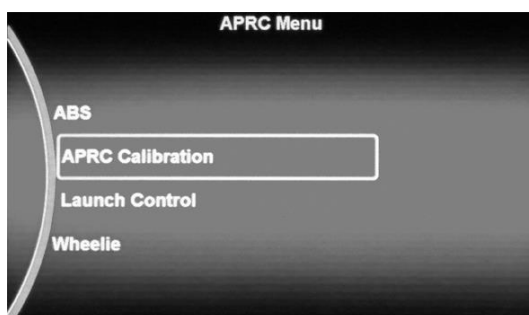 APRC Menu
ABS
APRC Calibration
Launch Control
Wheelie